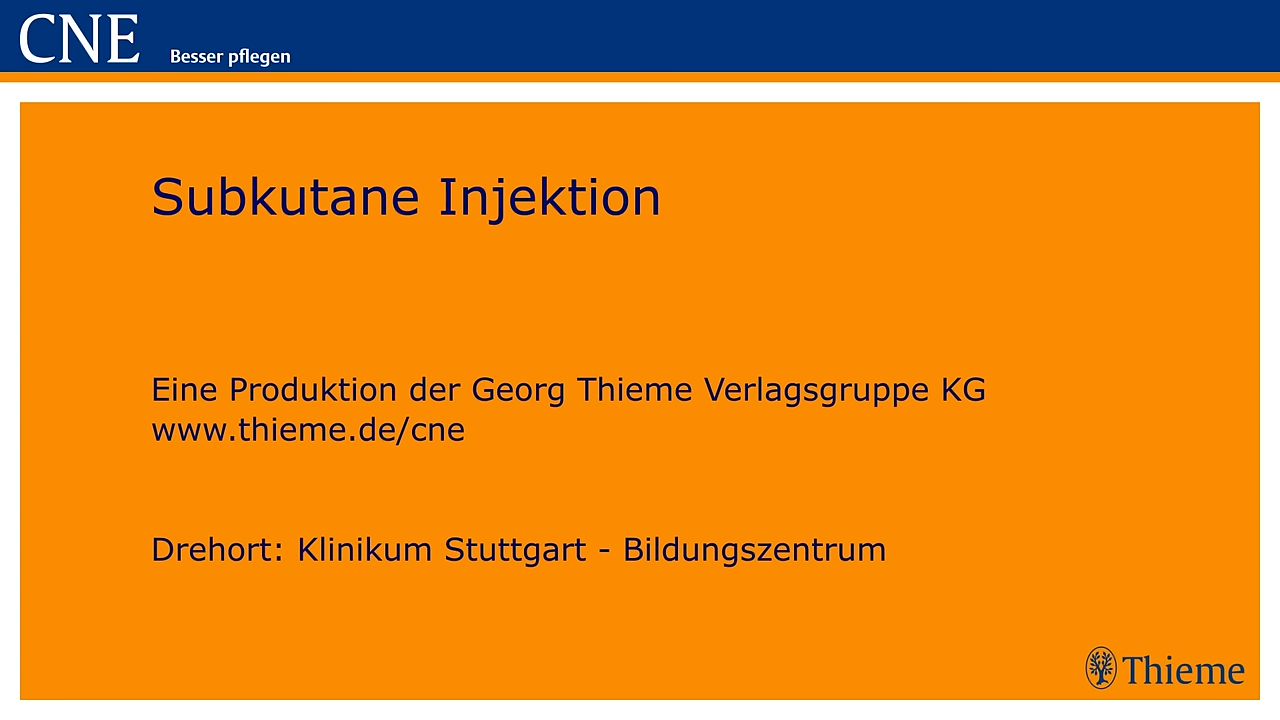 CNE Besser pflegen
Subkutane Injektion
Eine Produktion der Georg Thieme Verlagsgruppe KG
www.thieme.de/cne
Drehort: Klinikum Stuttgart - Bildungszentrum
Thieme